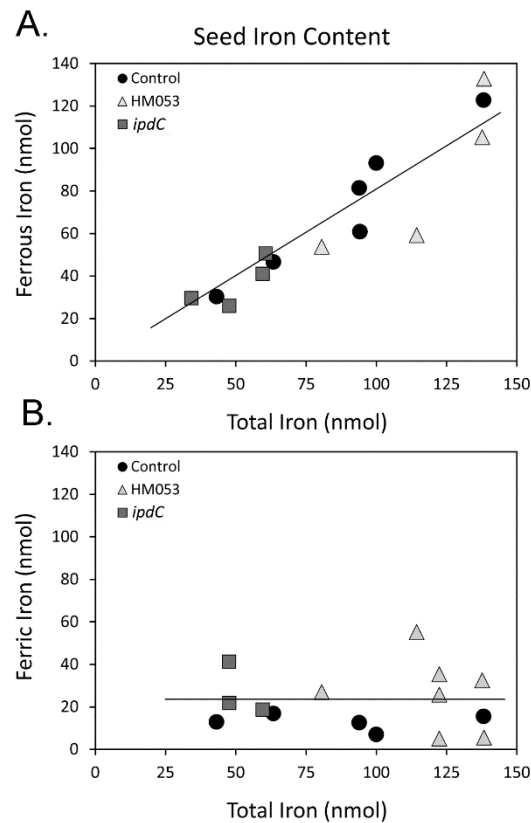 A.
Seed Iron Content
Ferrous Iron (nmol)
140
120
100
80
60
40
20
0
Control
HM053
ipdC
0 25 50 75 100 125 150
Total Iron (nmol)
B.
Ferric Iron (nmol)
140
120
100
80
60
40
20
0
Control
HM053
ipdC
0 25 50 75 100 125 150
Total Iron (nmol)